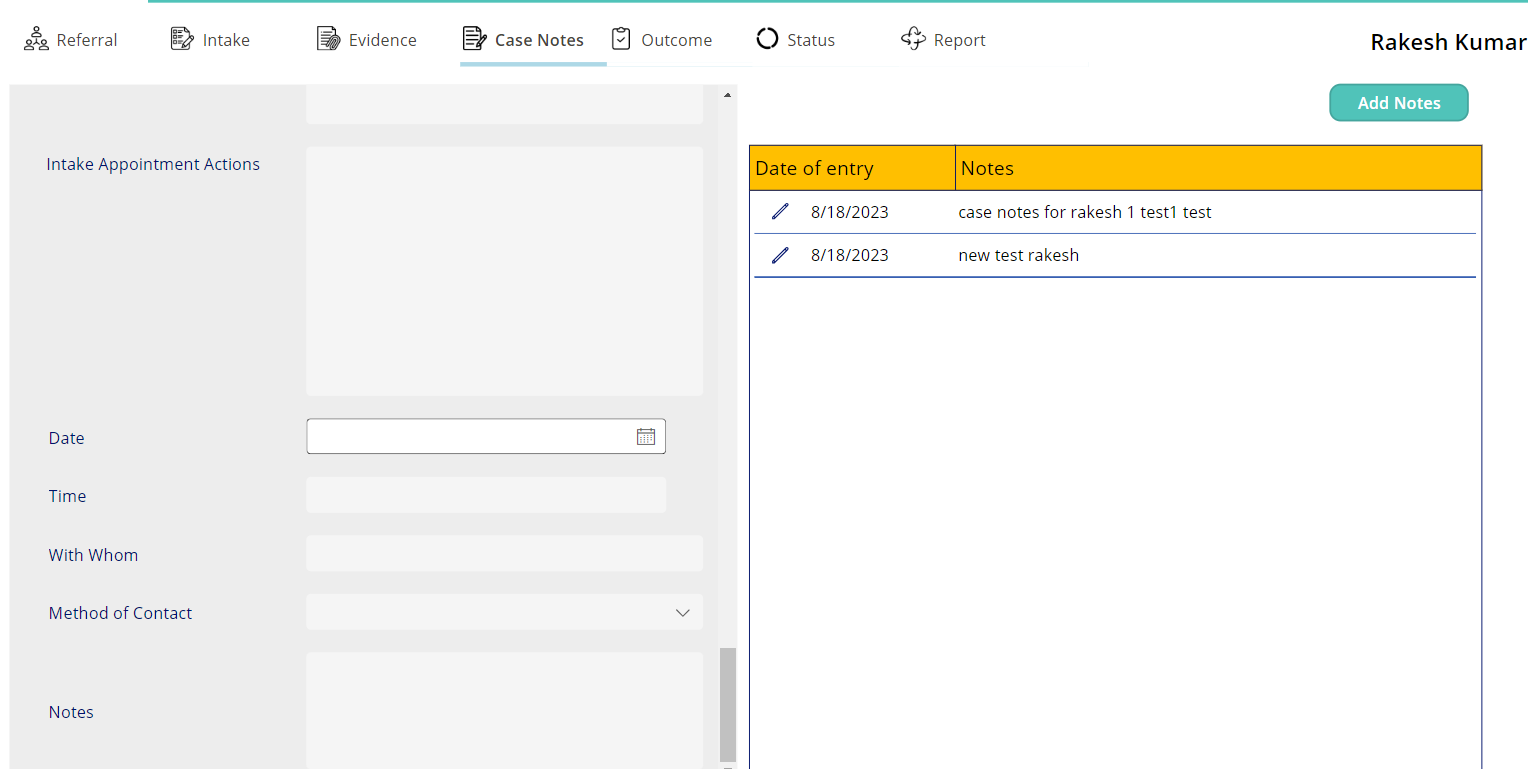 Referral Intake Evidence Case Notes Outcome Status Report Rakesh Kumar
Add Notes
Intake Appointment Actions
Date
Time
With Whom
Method of Contact
Notes
Date of entry Notes
8/18/2023 case notes for rakesh 1 test1 test
8/18/2023 new test rakesh